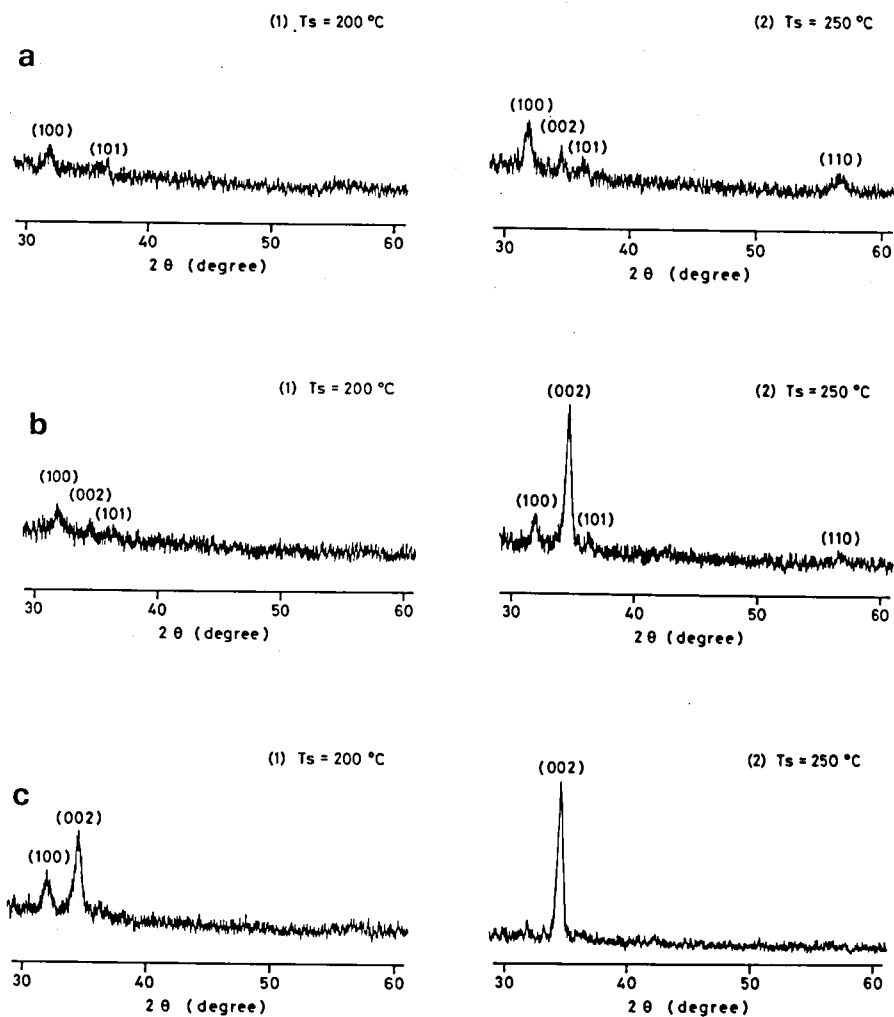 (1) Ts = 200 °C
(2) Ts = 250 °C
a
(100)
(101)
30 40 50 60
2 θ (degree)
(100)
(002)
(101)
(110)
30 40 50 60
2 θ (degree)
(1) Ts = 200 °C
(2) Ts = 250 °C
b
(100)
(002)
(101)
30 40 50 60
2 θ (degree)
(002)
(100)
(101)
(110)
30 40 50 60
2 θ (degree)
(1) Ts = 200 °C
(2) Ts = 250 °C
c
(002)
(100)
30 40 50 60
2 θ (degree)
(002)
30 40 50 60
2 θ (degree)